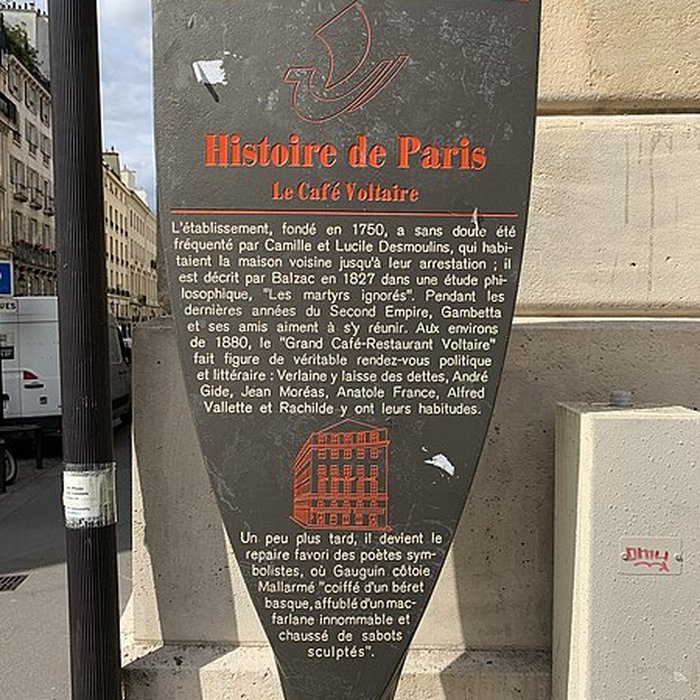 Histoire de Paris
Le Café Voltaire
L'établissement, fondé en 1750, a sans doute été
fréquenté par Camille et Lucile Desmoulins, qui habi-
taient la maison voisine jusqu'à leur arrestation ; il
est décrit par Balzac en 1827 dans une étude phi-
losophique, "Les martyrs ignorés". Pendant les
dernières années du Second Empire, Gambetta
et ses amis aiment à s'y réunir. Aux environs
de 1880, le "Grand Café-Restaurant Voltaire"
fait figure de véritable rendez-vous politique
et littéraire : Verlaine y laisse des dettes, André
Gide, Jean Moréas, Anatole France, Alfred
Vallette et Rachilde y ont leurs habitudes.
Un peu plus tard, il devient le
repaire favori des poètes sym-
bolistes, où Gauguin côtoie
Mallarmé "coiffé d'un béret
basque, affublé d'un mac-
farlane innommable et
chaussé de sabots
sculptés".